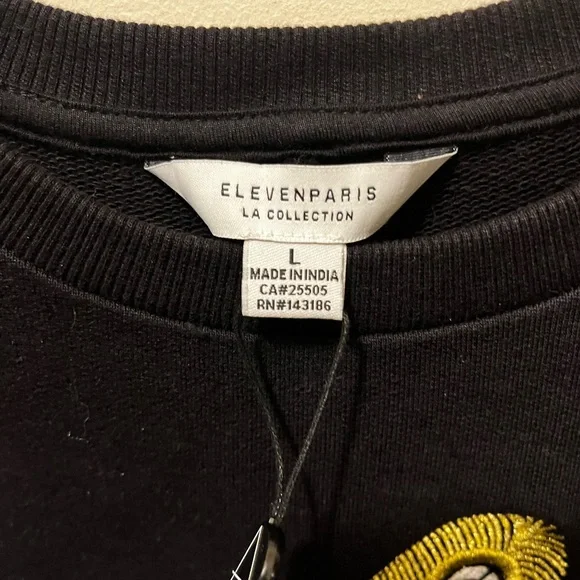 ELEVENPARIS
LA COLLECTION
L
MADE IN INDIA
CA#25505
RN#143186